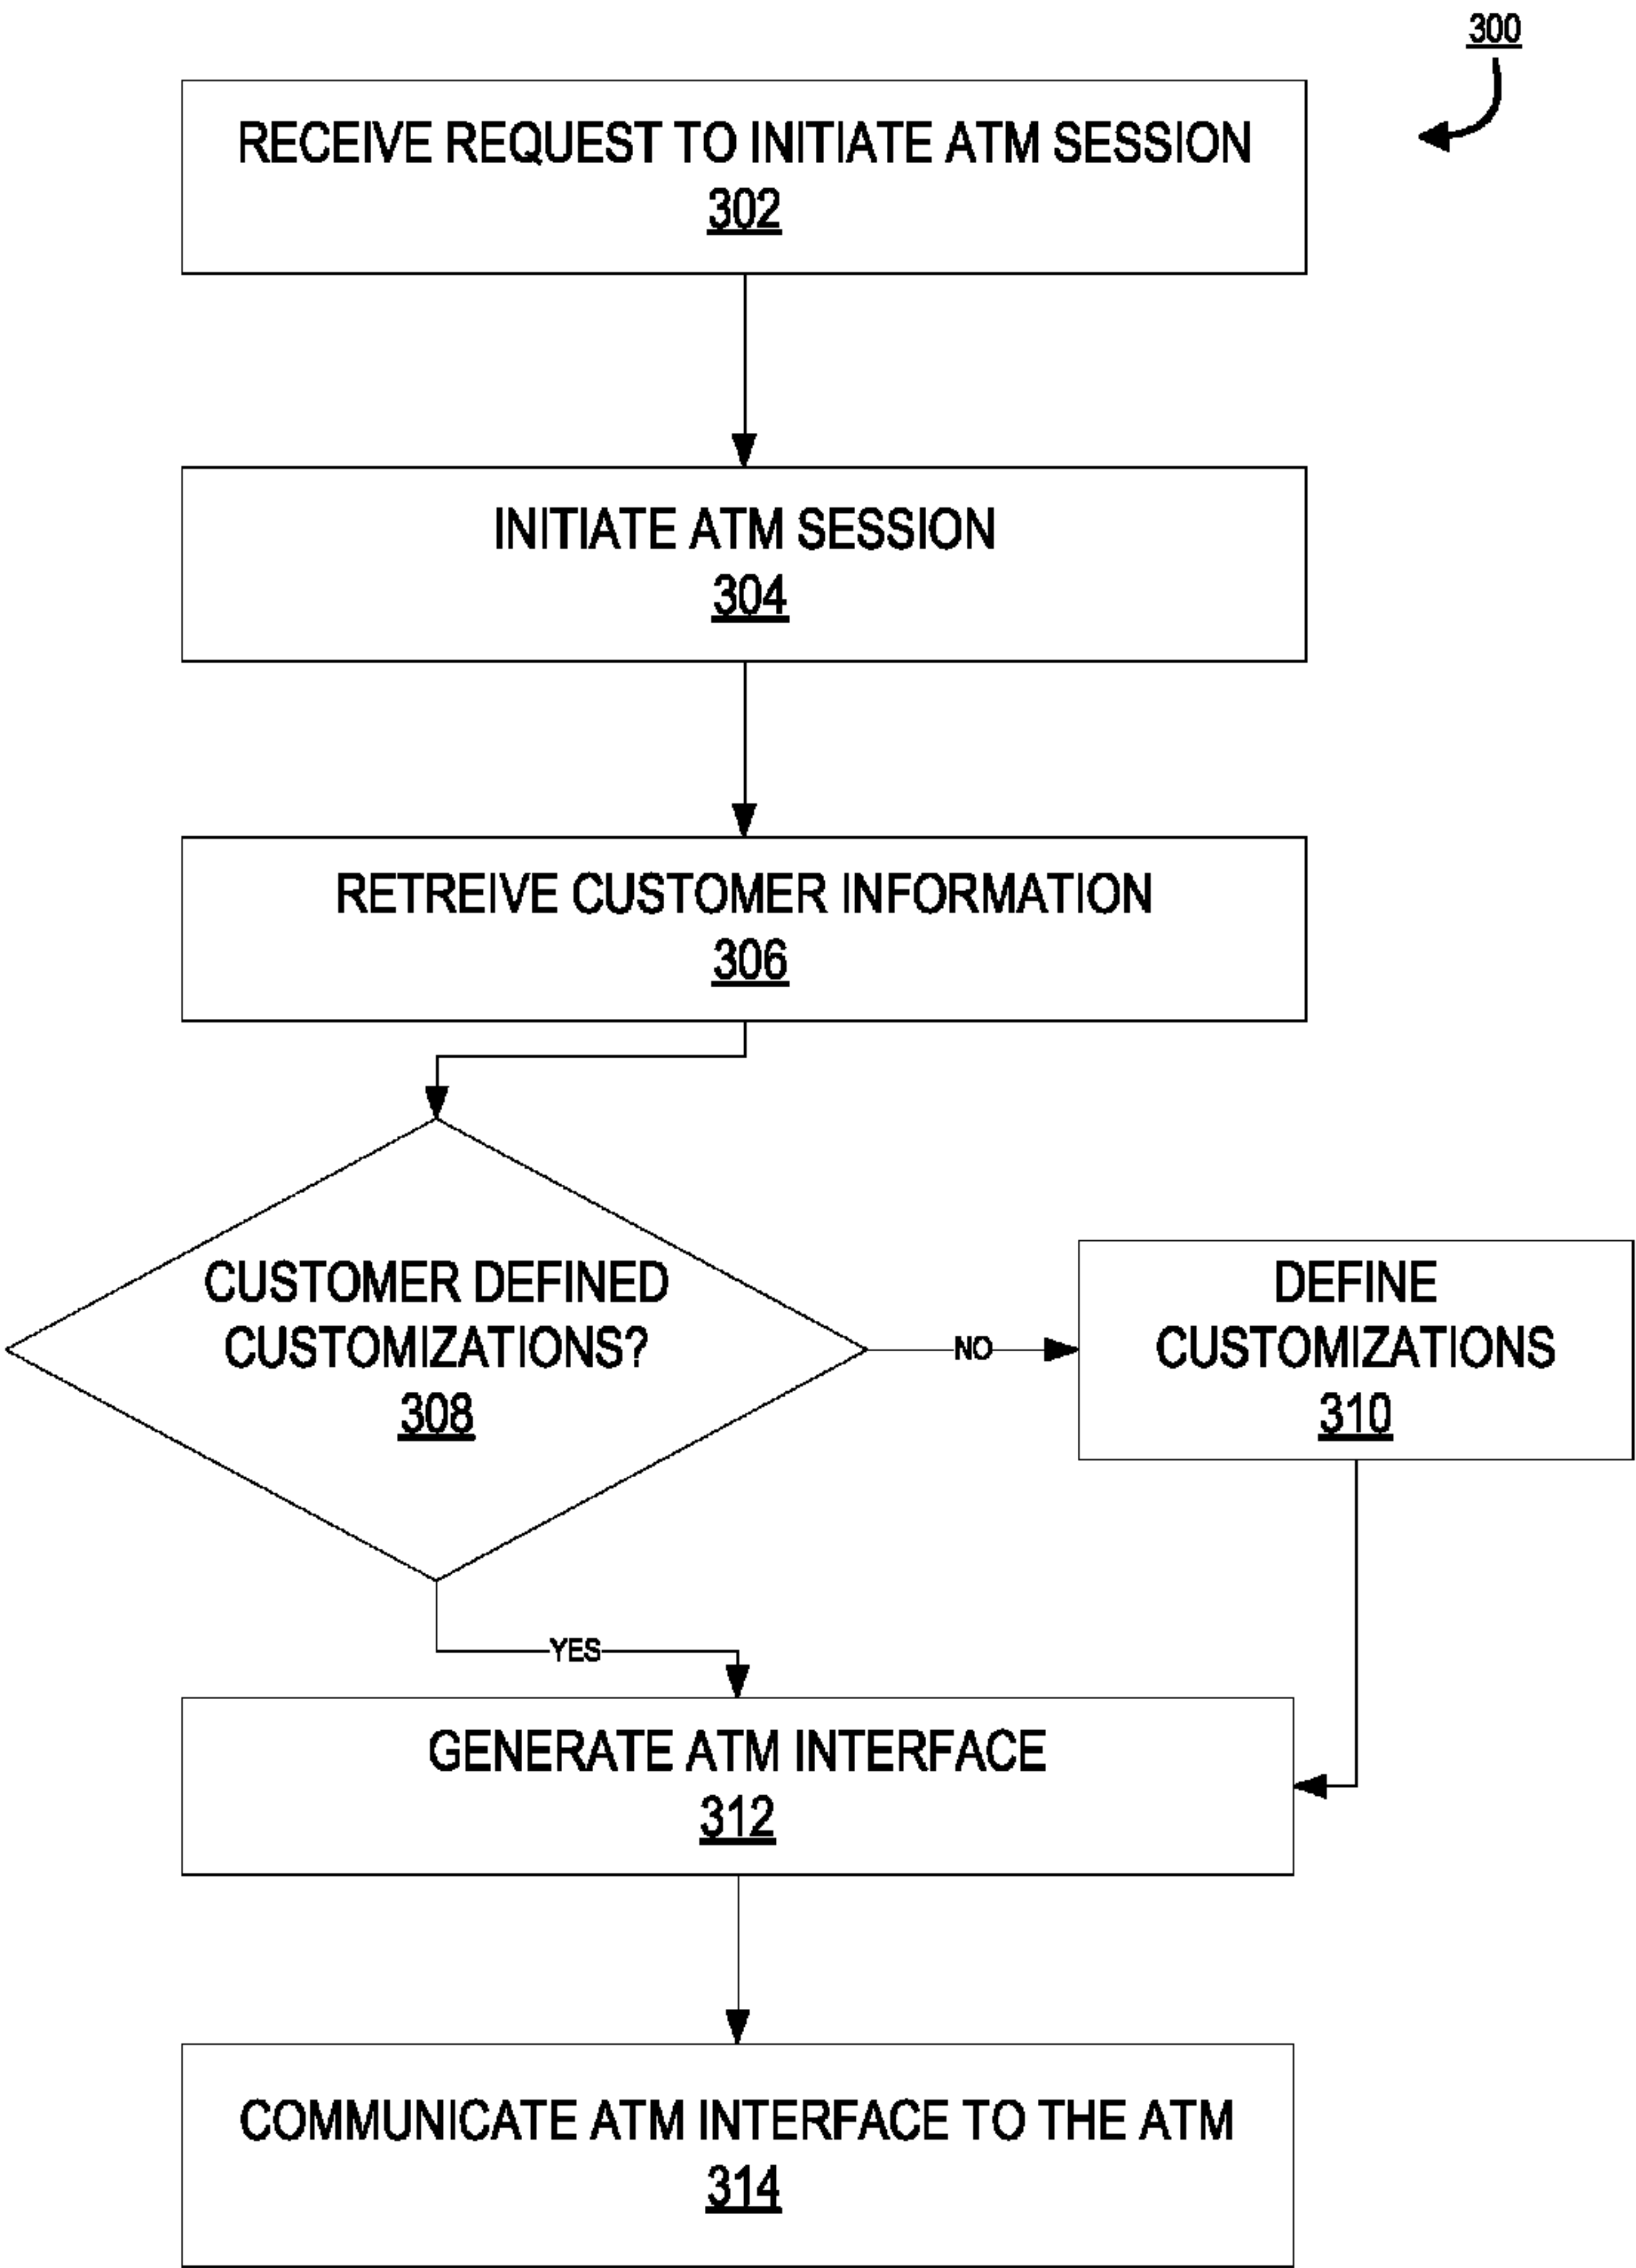 300
RECEIVE REQUEST TO INITIATE ATM SESSION
302
INITIATE ATM SESSION
304
RETREIVE CUSTOMER INFORMATION
306
CUSTOMER DEFINED
CUSTOMIZATIONS?
308
NO
DEFINE
CUSTOMIZATIONS
310
YES
GENERATE ATM INTERFACE
312
COMMUNICATE ATM INTERFACE TO THE ATM
314